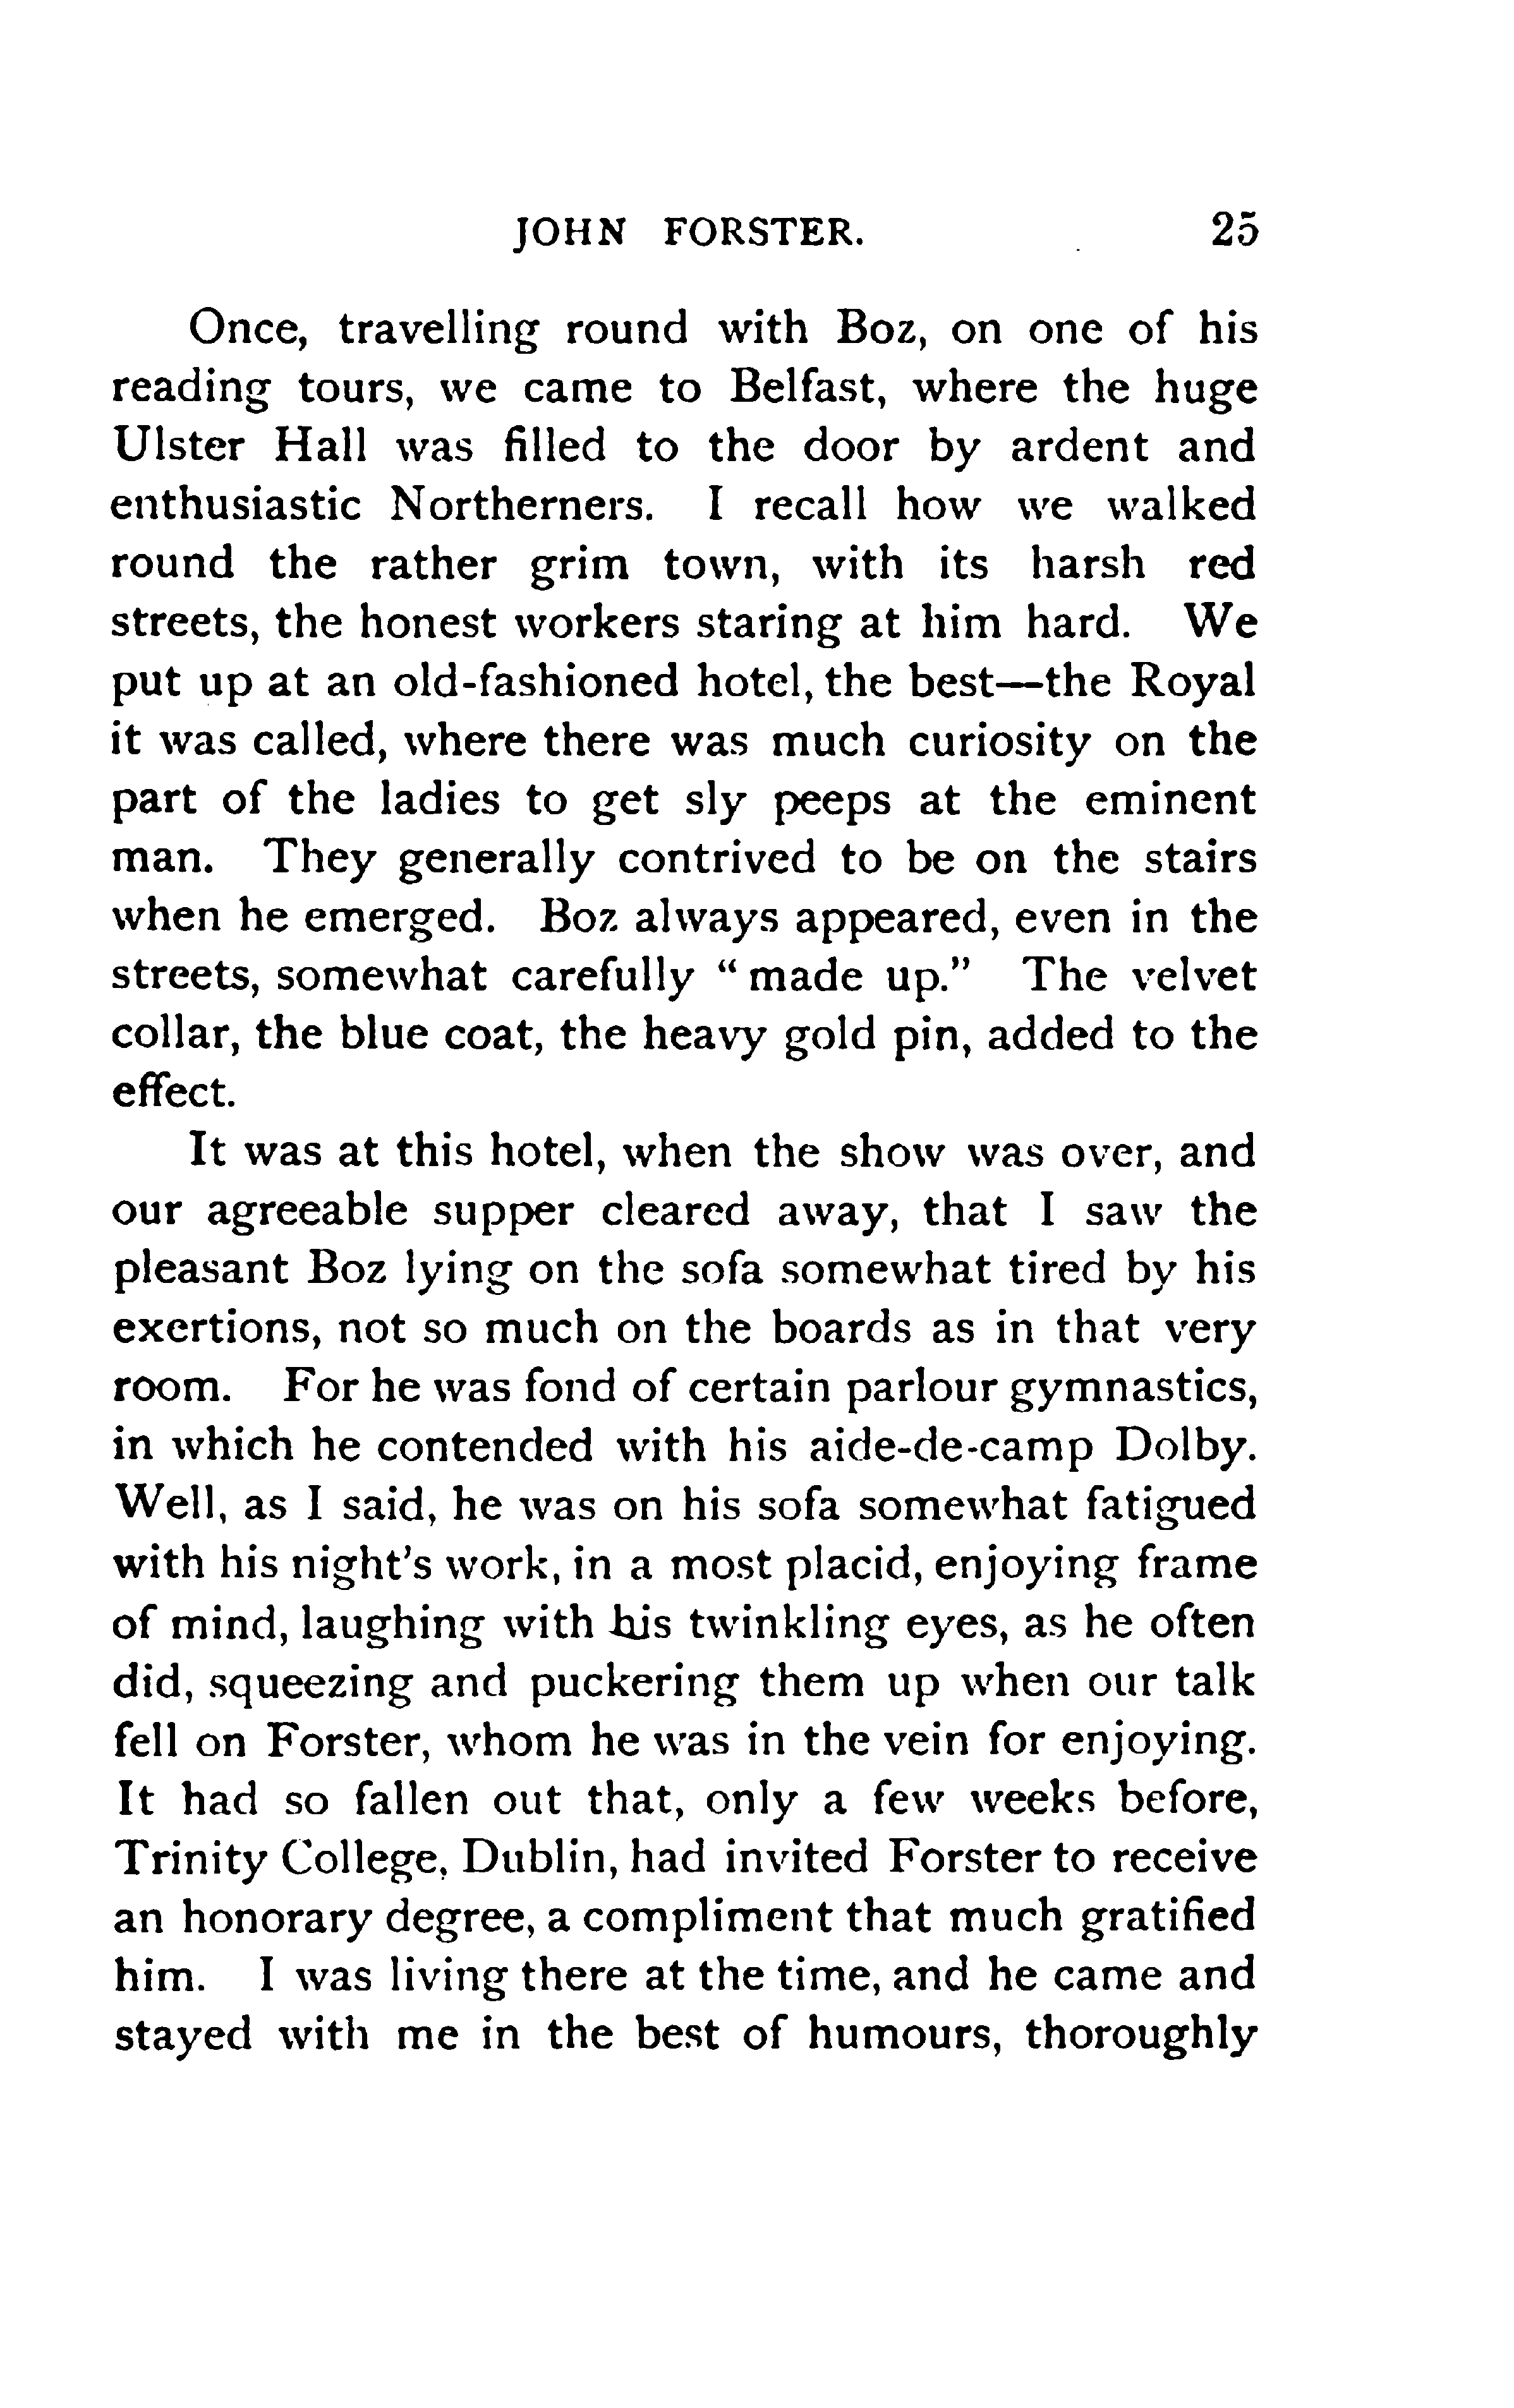 JOHN FORSTER. 25
Once, travelling round with Boz, on one of his
reading tours, we came to Belfast, where the huge
Ulster Hall was filled to the door by ardent and
enthusiastic Northerners. I recall how we walked
round the rather grim town, with its harsh red
streets, the honest workers staring at him hard. We
put up at an old-fashioned hotel, the best—the Royal
it was called, where there was much curiosity on the
part of the ladies to get sly peeps at the eminent
man. They generally contrived to be on the stairs
when he emerged. Boz always appeared, even in the
streets, somewhat carefully “made up.” The velvet
collar, the blue coat, the heavy gold pin, added to the
effect.
It was at this hotel, when the show was over, and
our agreeable supper cleared away, that I saw the
pleasant Boz lying on the sofa somewhat tired by his
exertions, not so much on the boards as in that very
room. For he was fond of certain parlour gymnastics,
in which he contended with his aide-de-camp Dolby.
Well, as I said, he was on his sofa somewhat fatigued
with his night's work, in a most placid, enjoying frame
of mind, laughing with his twinkling eyes, as he often
did, squeezing and puckering them up when our talk
fell on Forster, whom he was in the vein for enjoying.
It had so fallen out that, only a few weeks before,
Trinity College, Dublin, had invited Forster to receive
an honorary degree, a compliment that much gratified
him. I was living there at the time, and he came and
stayed with me in the best of humours, thoroughly